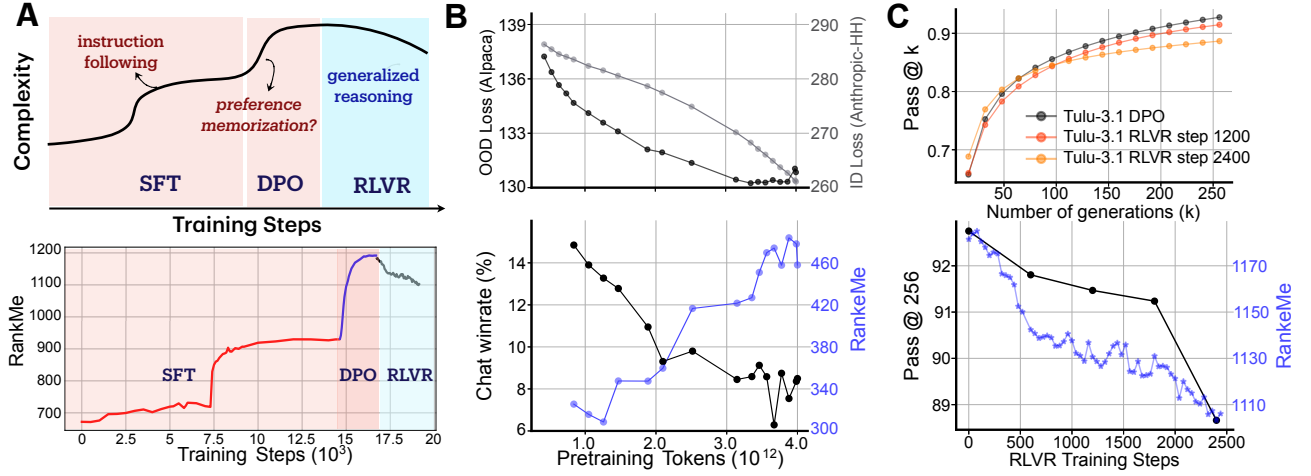 A
Complexity
instruction
following
preference
memorization?
generalized
reasoning
SFT
DPO
RLVR
Training Steps
RankMe
1200
1100
1000
900
800
700
SFT
DPO
RLVR
0
2.5
5
7.5
10
12.5
15
17.5
20
Training Steps (10³)
B
OOD Loss (Alpaca)
139
136
133
130
290
280
270
260
ID Loss (Anthropic-HH)
Chat winrate (%)
14
12
10
8
6
460
420
380
340
300
RankeMe
1.0
2.0
3.0
4.0
Pretraining Tokens (10¹²)
C
Pass @ k
0.9
0.8
0.7
Tulu-3.1 DPO
Tulu-3.1 RLVR step 1200
Tulu-3.1 RLVR step 2400
50
100
150
200
250
Number of generations (k)
Pass @ 256
92
91
90
89
1170
1150
1130
1110
RankeMe
0
500
1000
1500
2000
2500
RLVR Training Steps